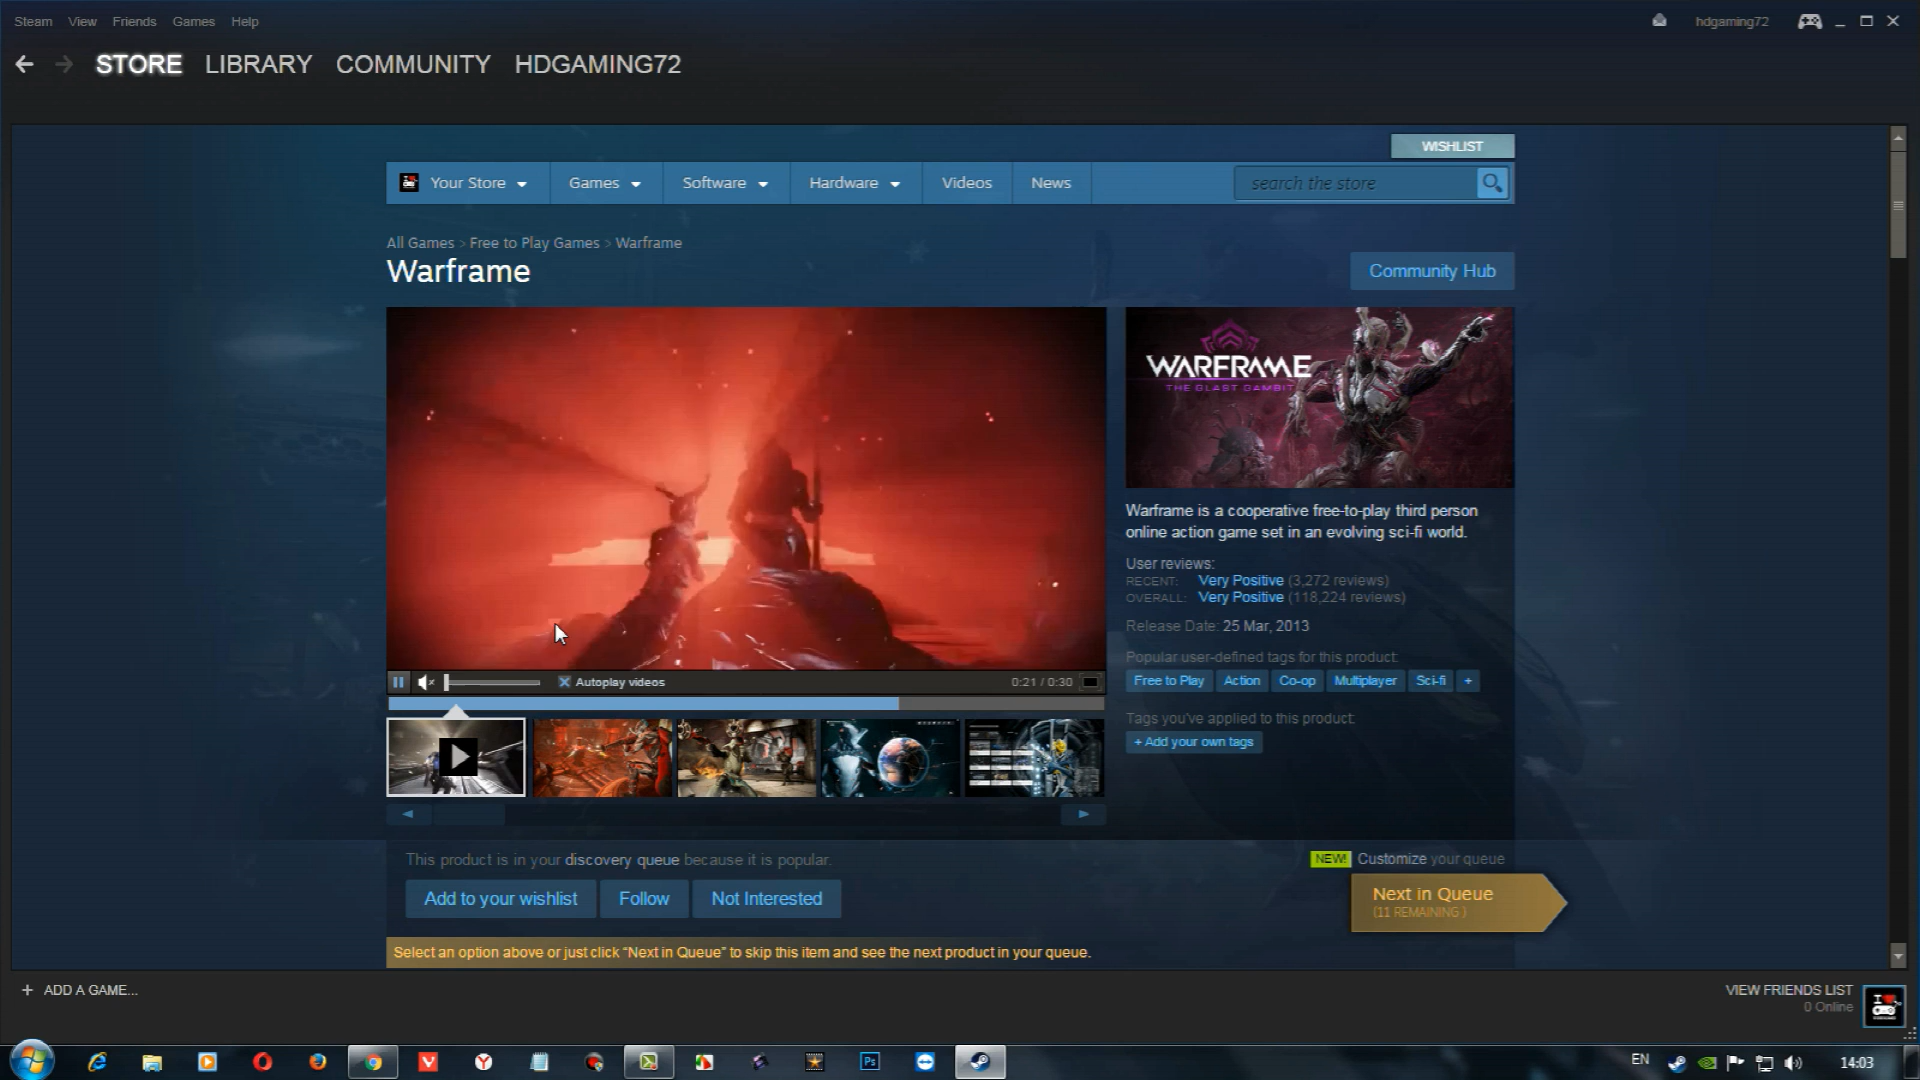 Steam View Friends Games Help
hdgaming72
STORE LIBRARY COMMUNITY HDGAMING72
WISHLIST
Your Store Games Software Hardware Videos News
search the store
All Games > Free to Play Games > Warframe
Warframe
Community Hub
WARFRAME
THE GLAST GAMBIT
Warframe is a cooperative free-to-play third person
online action game set in an evolving sci-fi world.
User reviews:
RECENT: Very Positive (3,272 reviews)
OVERALL: Very Positive (118,224 reviews)
Release Date: 25 Mar, 2013
Popular user-defined tags for this product:
Free to Play Action Co-op Multiplayer Sci-fi +
Tags you've applied to this product:
+ Add your own tags
Autoplay videos
0:21 / 0:30
This product is in your discovery queue because it is popular.
NEW! Customize your queue
Add to your wishlist Follow Not Interested
Next in Queue
(11 REMAINING )
Select an option above or just click “Next in Queue” to skip this item and see the next product in your queue.
+ ADD A GAME...
VIEW FRIENDS LIST
0 Online
Ps
EN
14:03